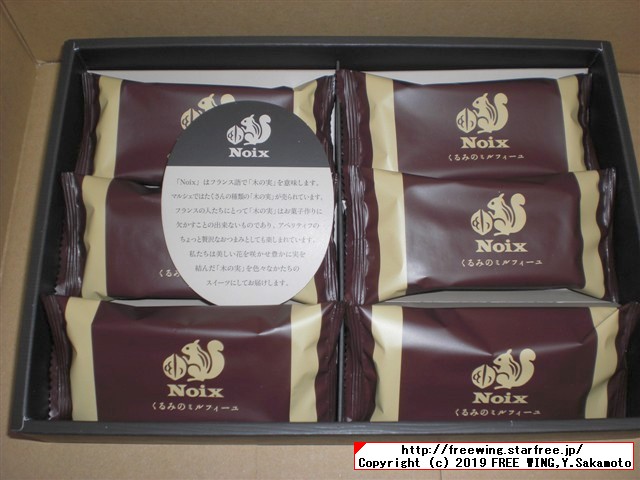 Noix
「Noix」はフランス語で「木の実」を意味します。
マルシェではたくさんの種類の「木の実」が売られています。
フランスの人たちにとって「木の実」はお菓子作りに
欠かすことの出来ないものであり、アペリティフの
ちょっと贅沢なおつまみとしても楽しまれています。
私たちは美しい花を咲かせ豊かに実を
結んだ「木の実」を色々なかたちの
スイーツにしてお届けします。
Noix
くるみのミルフィーユ
Noix
くるみのミルフィーユ
くるみのミ
Noix
くるみのミルフィーユ
Noix
くるみのミルフィーユ
http://freewing.starfree.jp/
Copyright (c) 2019 FREE WING,Y.Sakamoto